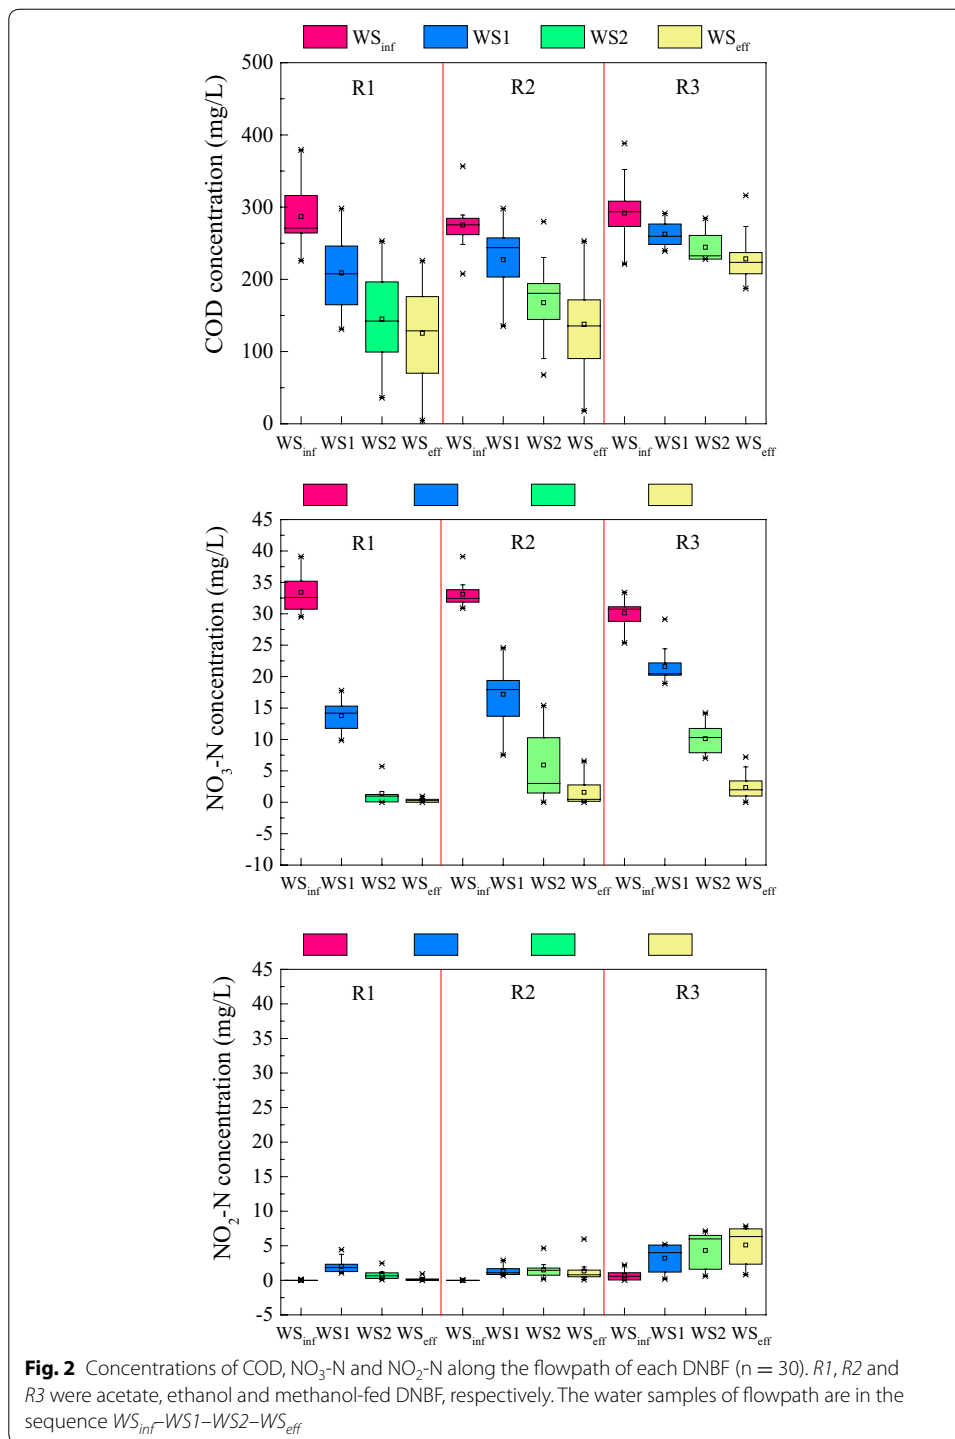 WSinf WS1 WS2 WSeff
500
400
300
200
100
0
COD concentration (mg/L)
R1 R2 R3
WSinf WS1 WS2 WSeff WSinf WS1 WS2 WSeff WSinf WS1 WS2 WSeff
45
40
35
30
25
20
15
10
5
0
-5
-10
NO3-N concentration (mg/L)
R1 R2 R3
WSinf WS1 WS2 WSeff WSinf WS1 WS2 WSeff WSinf WS1 WS2 WSeff
45
40
35
30
25
20
15
10
5
0
-5
NO2-N concentration (mg/L)
R1 R2 R3
WSinf WS1 WS2 WSeff WSinf WS1 WS2 WSeff WSinf WS1 WS2 WSeff
Fig. 2 Concentrations of COD, NO3-N and NO2-N along the flowpath of each DNBF (n = 30). R1, R2 and
R3 were acetate, ethanol and methanol-fed DNBF, respectively. The water samples of flowpath are in the
sequence WSinf–WS1–WS2–WSeff